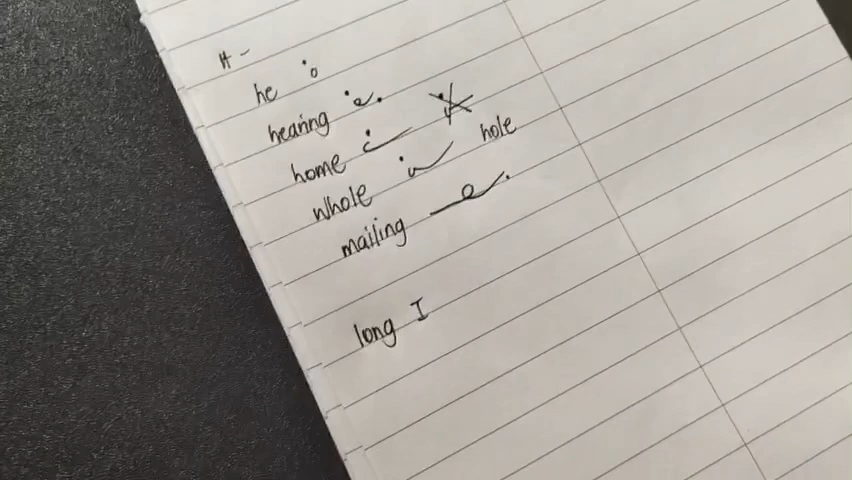 H -
he
hearing
home
whole hole
mailing
long I